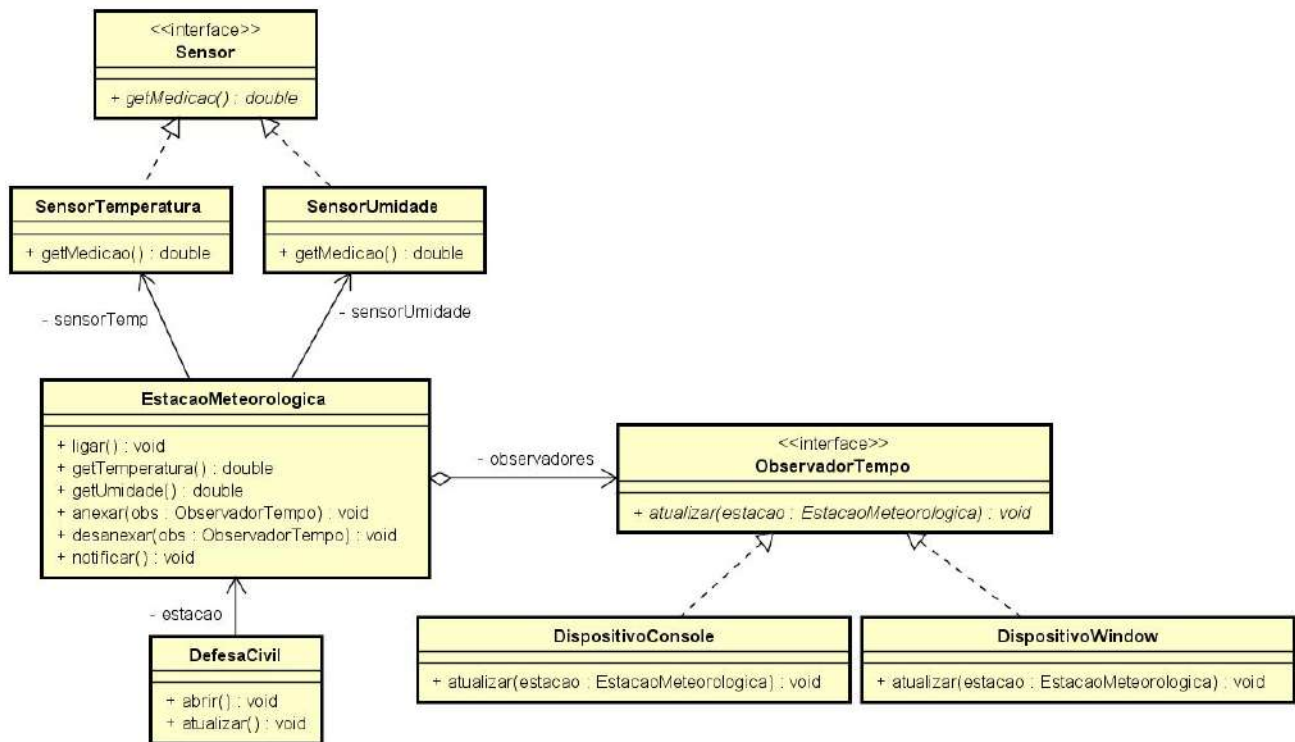 <<interface>>
Sensor
+ getMedicao() : double
SensorTemperatura
+ getMedicao() : double
SensorUmidade
+ getMedicao() : double
- sensorTemp
- sensorUmidade
EstacaoMeteorologica
+ ligar() : void
+ getTemperatura() : double
+ getUmidade() : double
+ anexar(obs : ObservadorTempo) : void
+ desanexar(obs : ObservadorTempo) : void
+ notificar() : void
- observadores
<<interface>>
ObservadorTempo
+ atualizar(estacao : EstacaoMeteorologica) : void
- estacao
DefesaCivil
+ abrir() : void
+ atualizar() : void
DispositivoConsole
+ atualizar(estacao : EstacaoMeteorologica) : void
DispositivoWindow
+ atualizar(estacao : EstacaoMeteorologica) : void